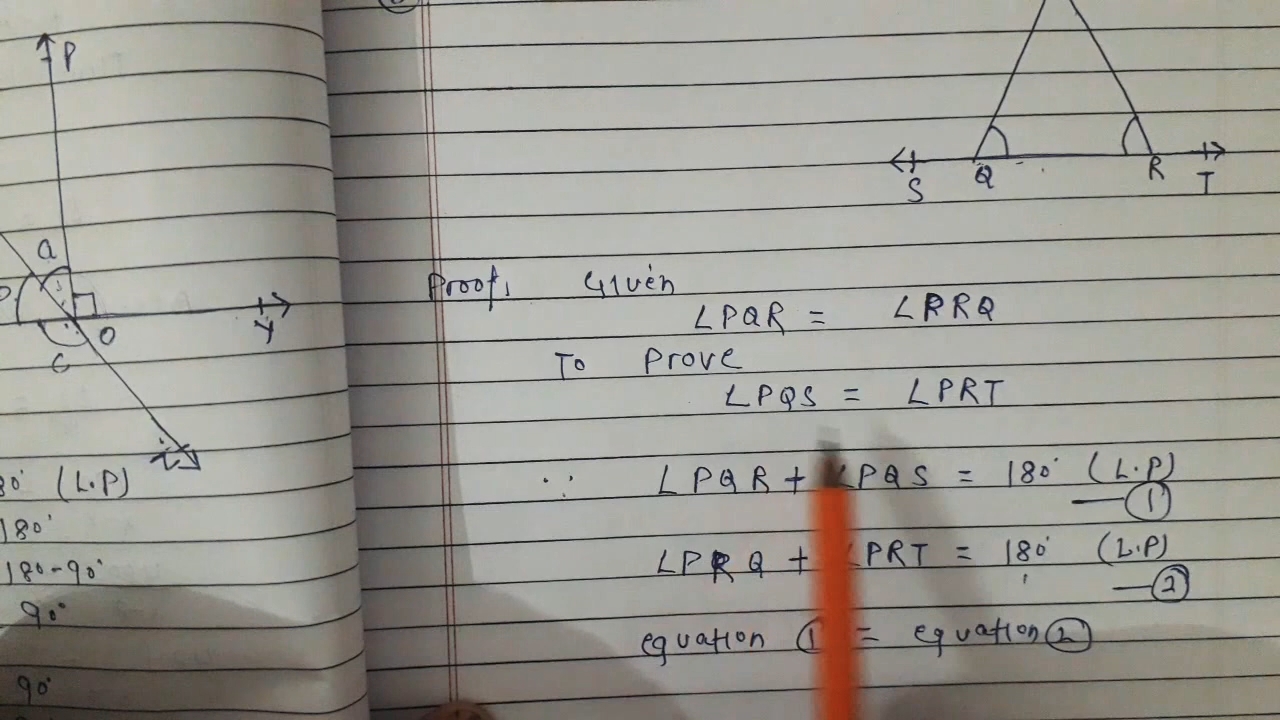 P
a
O
Y
C
80° (L.P)
180°
180-90°
90°
90°
S Q R T
Proof, Given
∠PQR = ∠PRQ
To Prove
∠PQS = ∠PRT
∵ ∠PQR + ∠PQS = 180° (L.P)
— ①
∠PRQ + ∠PRT = 180° (L.P)
— ②
equation ① = equation ②